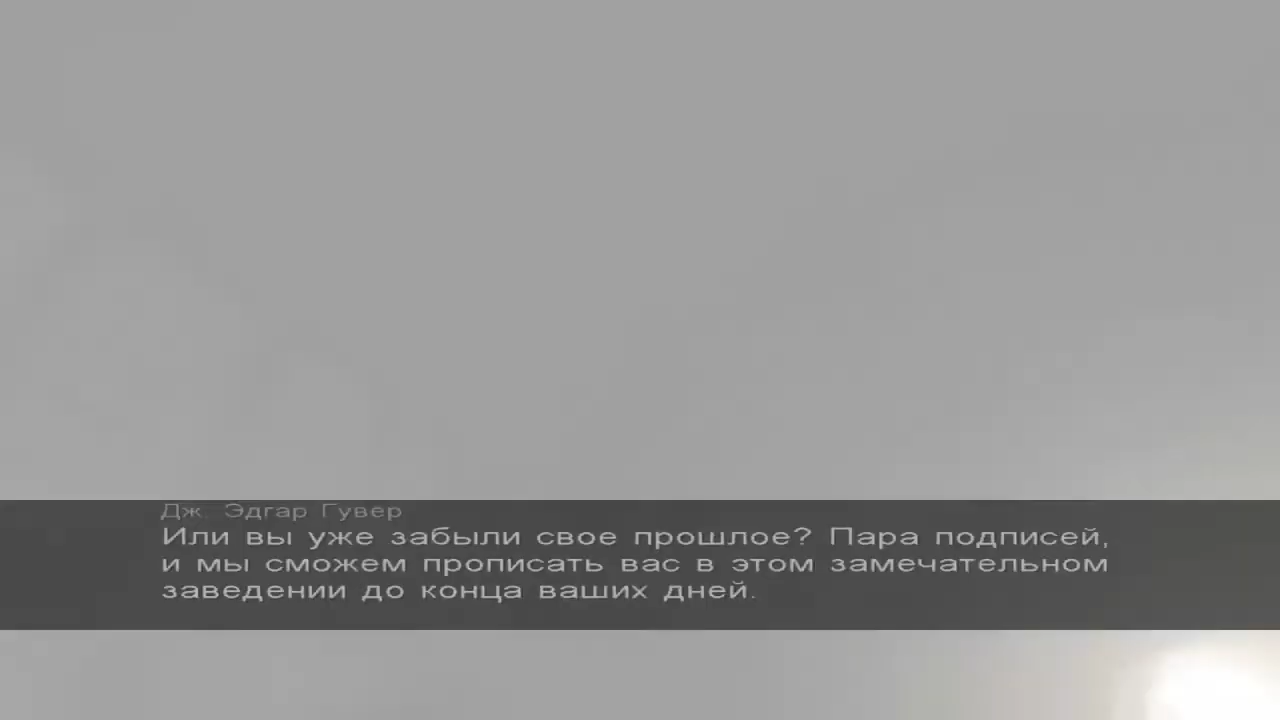 Дж. Эдгар Гувер
Или вы уже забыли свое прошлое? Пара подписей,
и мы сможем прописать вас в этом замечательном
заведении до конца ваших дней.